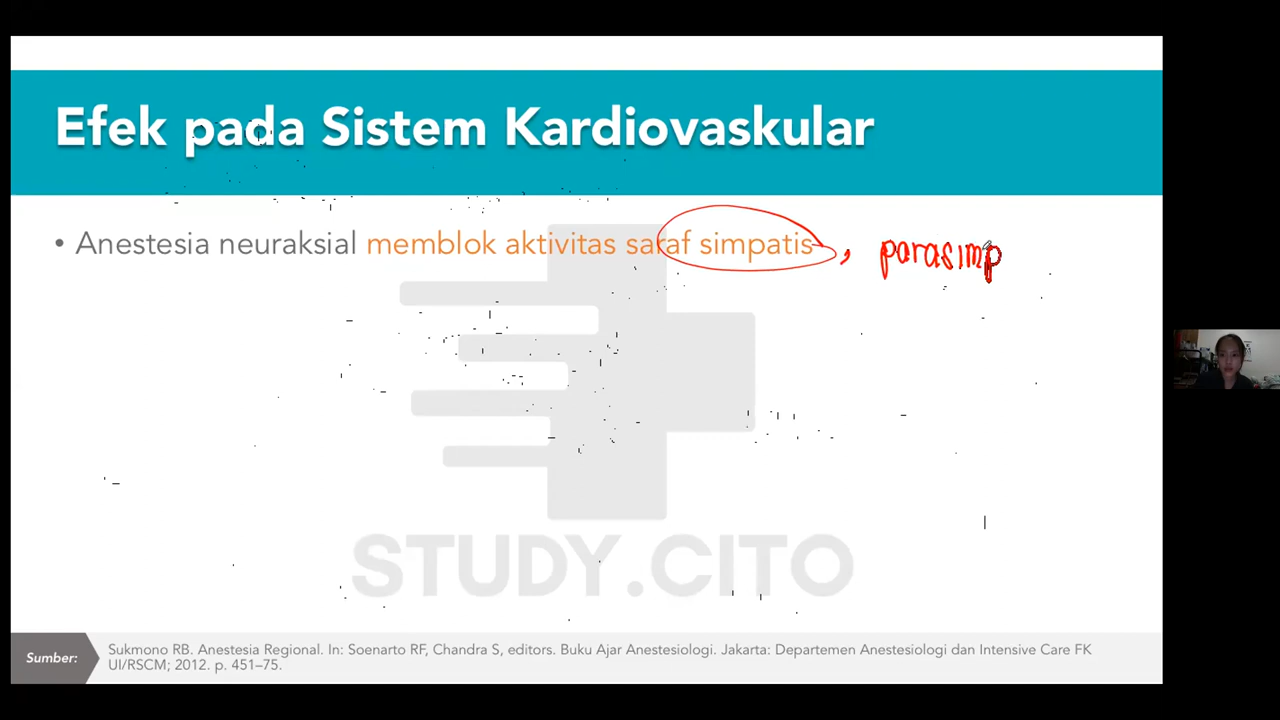 Efek pada Sistem Kardiovaskular
• Anestesia neuraksial memblok aktivitas saraf simpatis, parasimp
STUDY.CITO
Sumber:
Sukmono RB. Anestesia Regional. In: Soenarto RF, Chandra S, editors. Buku Ajar Anestesiologi. Jakarta: Departemen Anestesiologi dan Intensive Care FK
UI/RSCM; 2012. p. 451–75.